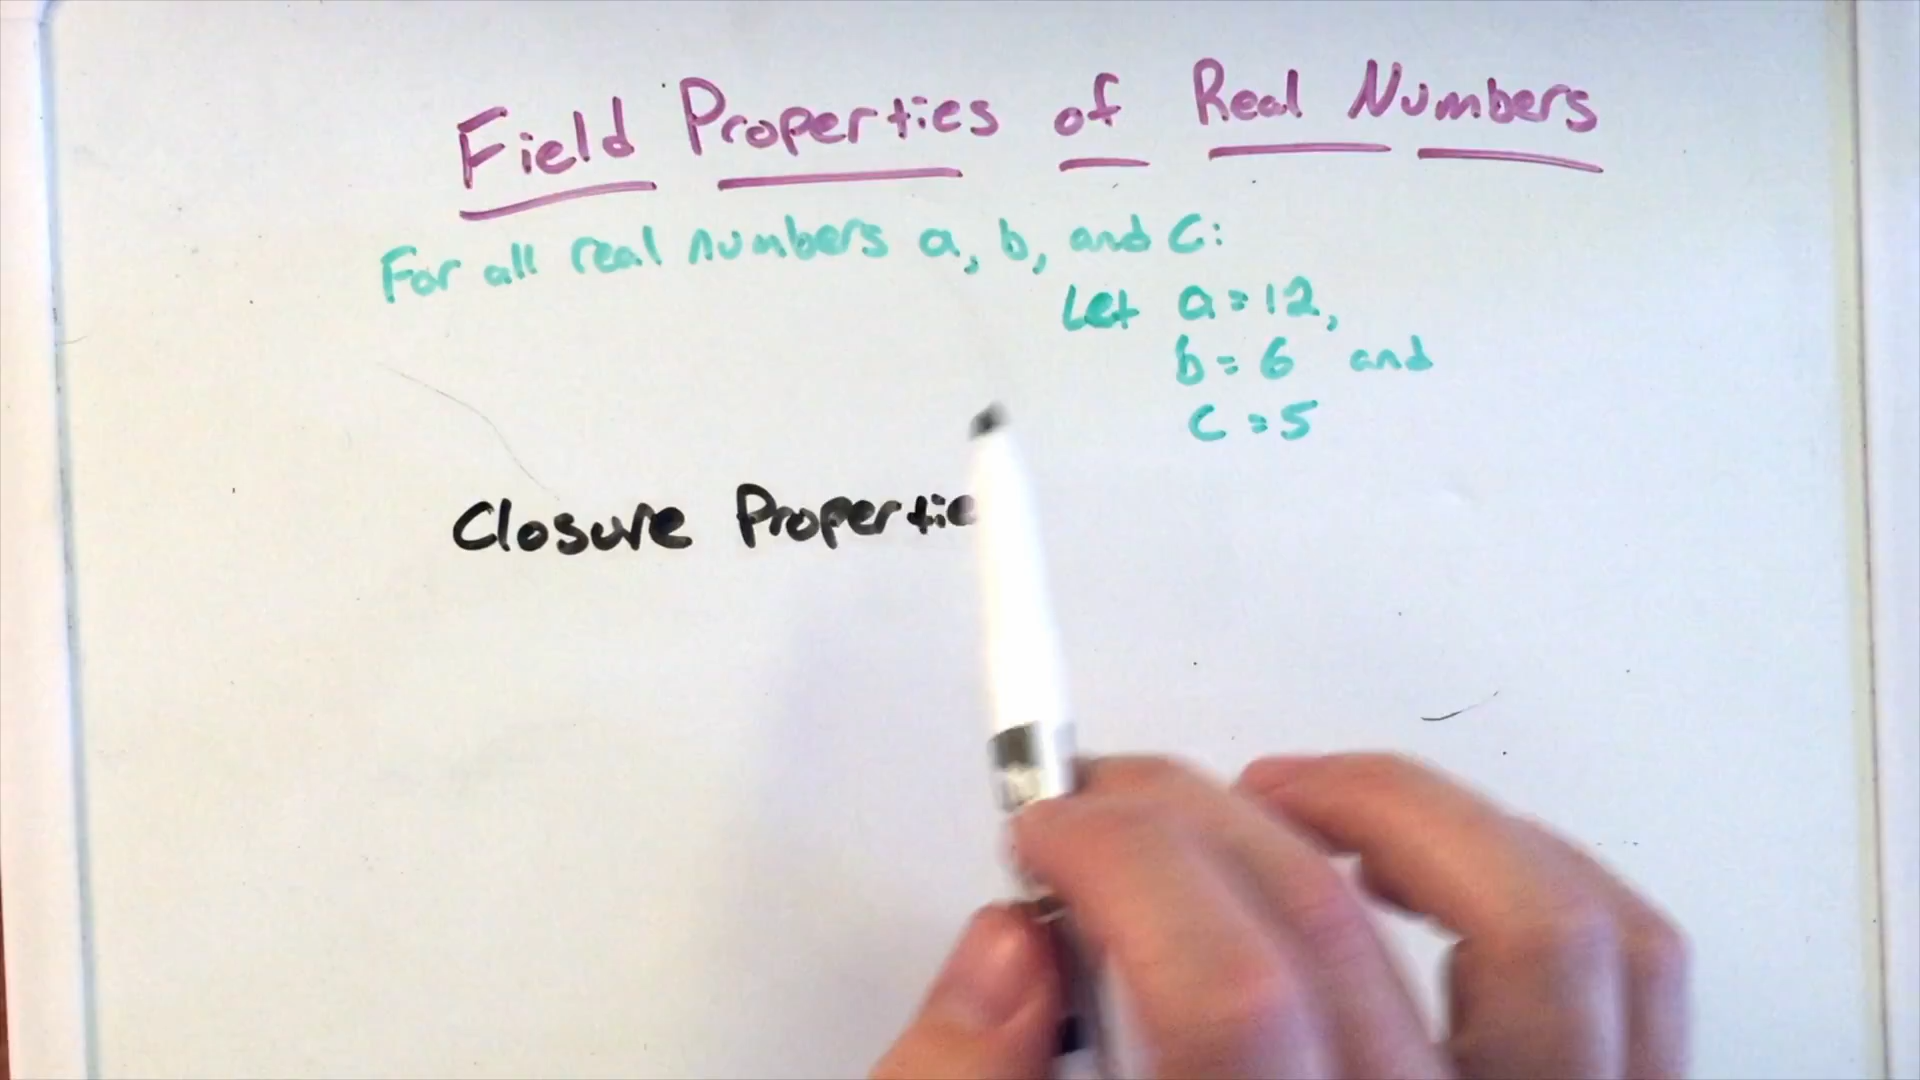 Field Properties of Real Numbers
For all real numbers a, b, and c:
Let a = 12,
b = 6 and
c = 5
Closure Propertie